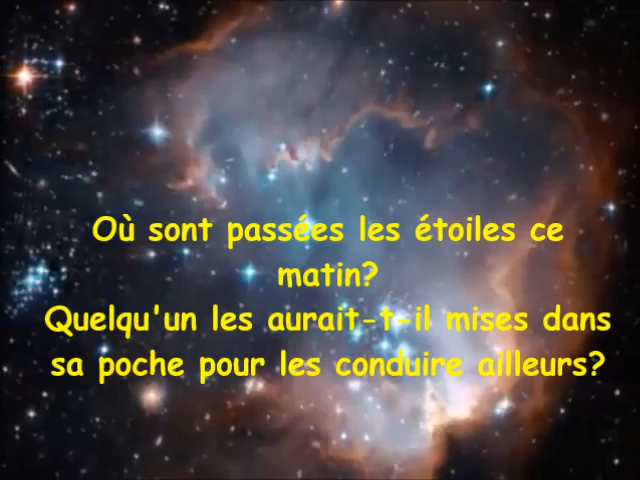 Où sont passées les étoiles ce
matin?
Quelqu'un les aurait-t-il mises dans
sa poche pour les conduire ailleurs?